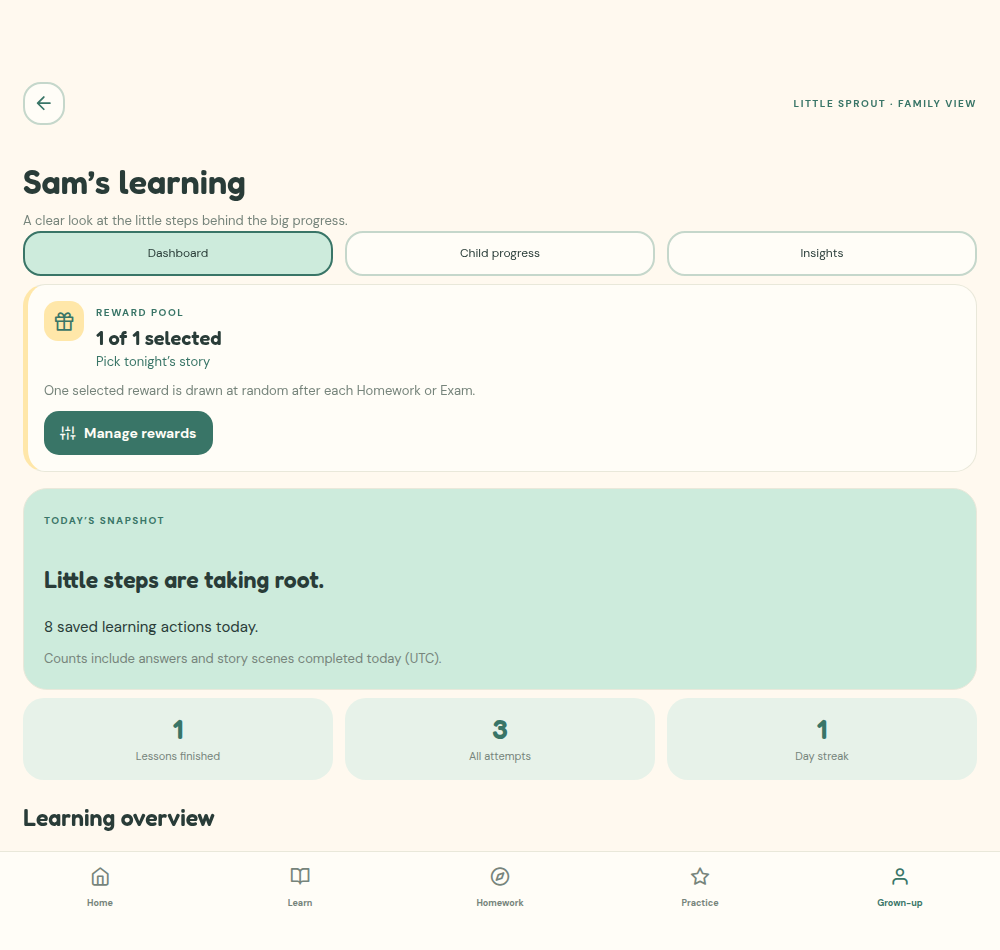 LITTLE SPROUT · FAMILY VIEW
Sam’s learning
A clear look at the little steps behind the big progress.
Dashboard
Child progress
Insights
REWARD POOL
1 of 1 selected
Pick tonight’s story
One selected reward is drawn at random after each Homework or Exam.
Manage rewards
TODAY’S SNAPSHOT
Little steps are taking root.
8 saved learning actions today.
Counts include answers and story scenes completed today (UTC).
1
Lessons finished
3
All attempts
1
Day streak
Learning overview
Home
Learn
Homework
Practice
Grown-up